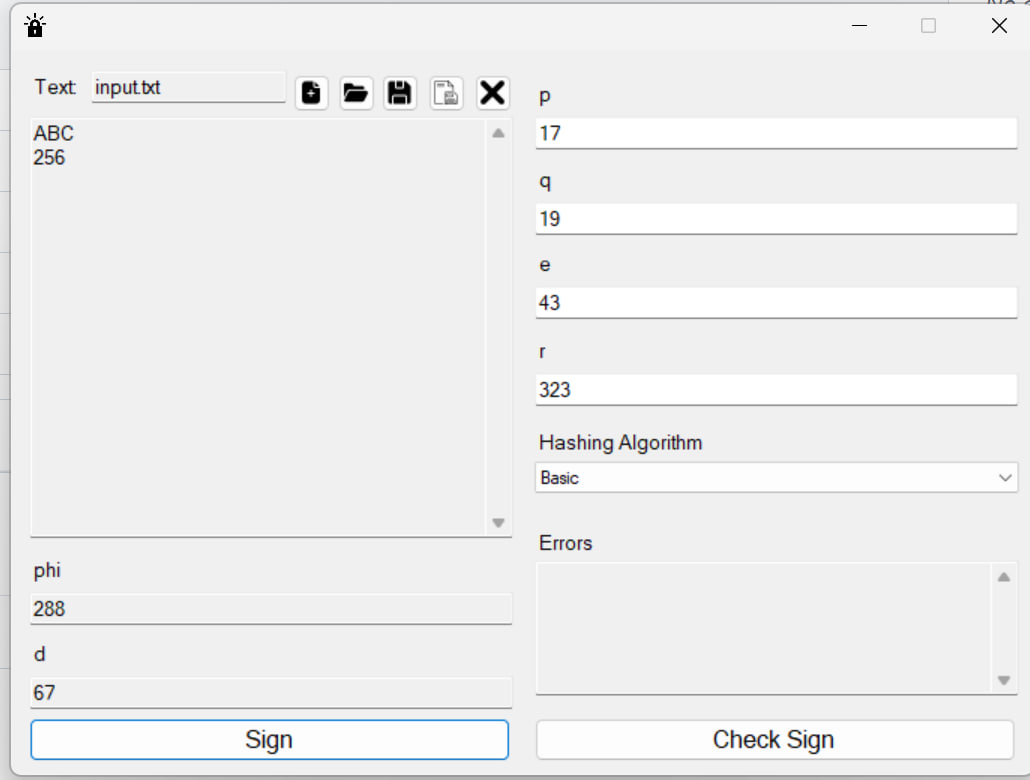 Text:
input.txt
ABC
256
phi
288
d
67
Sign
p
17
q
19
e
43
r
323
Hashing Algorithm
Basic
Errors
Check Sign